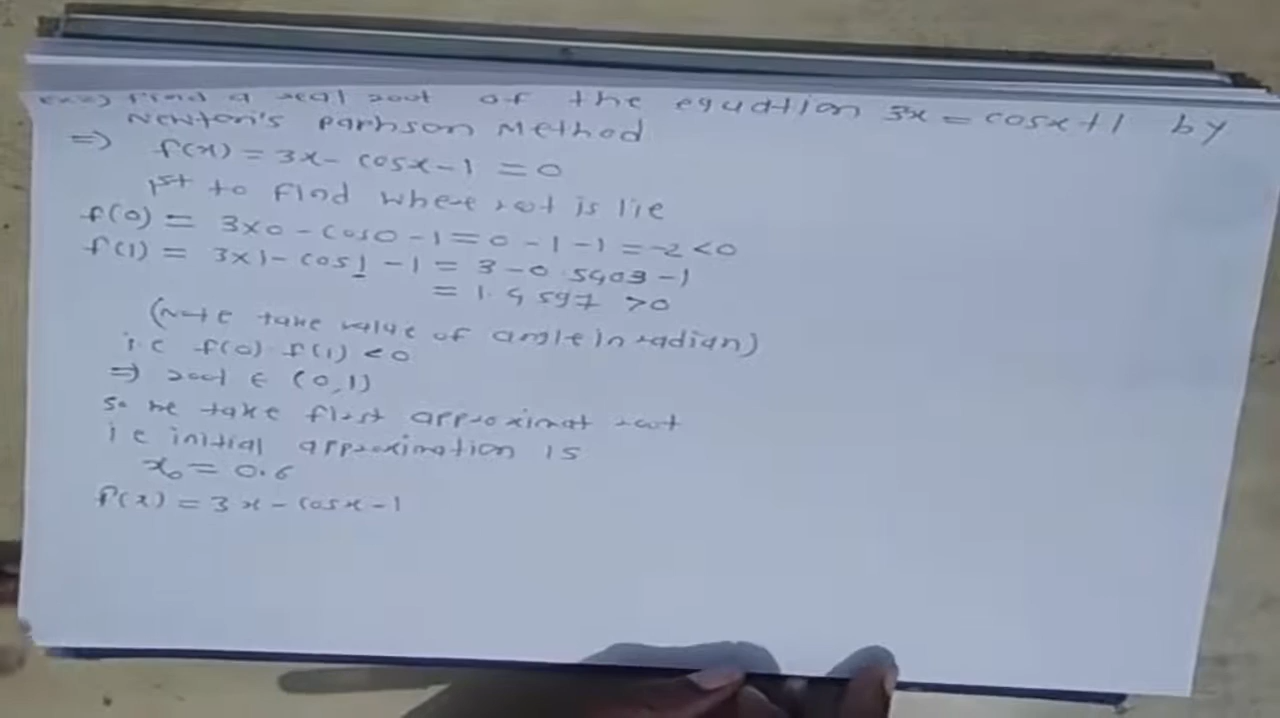 Find a real root of the equation 3x = cosx+1 by
Newton's Parhson Method
=> f(x) = 3x - cosx - 1 = 0
1st to find where root is lie
f(0) = 3x0 - cos0 - 1 = 0 - 1 - 1 = -2 < 0
f(1) = 3x1 - cos1 - 1 = 3 - 0.5403 - 1
= 1.4597 > 0
(Note take value of angle in radian)
i.e f(0).f(1) < 0
=> root ∈ (0,1)
So we take first approximat root
i e initial approximation is
x₀ = 0.6
f(x) = 3x - cosx - 1